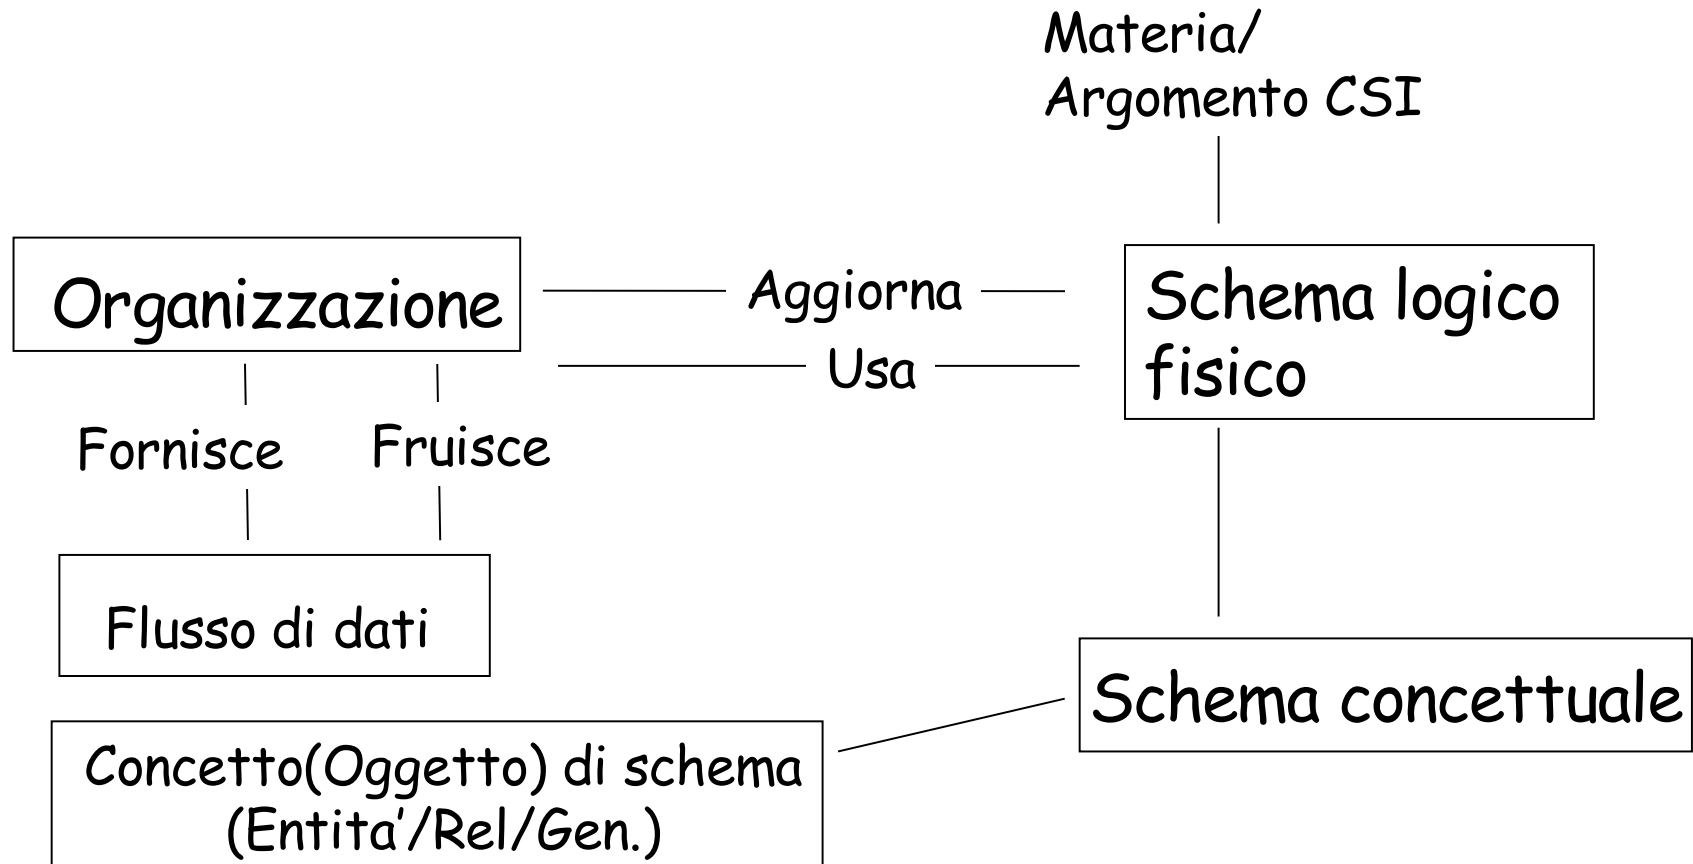 Materia/
Argomento CSI
Organizzazione
Aggiorna
Schema logico
fisico
Usa
Fornisce
Fruisce
Flusso di dati
Schema concettuale
Concetto(Oggetto) di schema
(Entita'/Rel/Gen.)